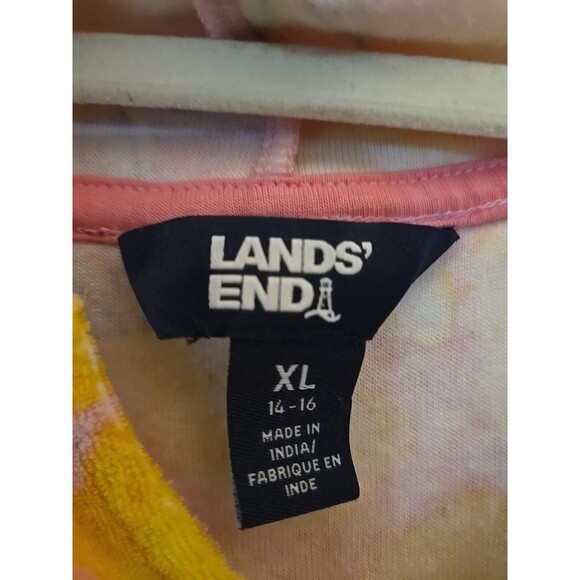 LANDS'
END
XL
14-16
MADE IN
INDIA/
FABRIQUE EN
INDE